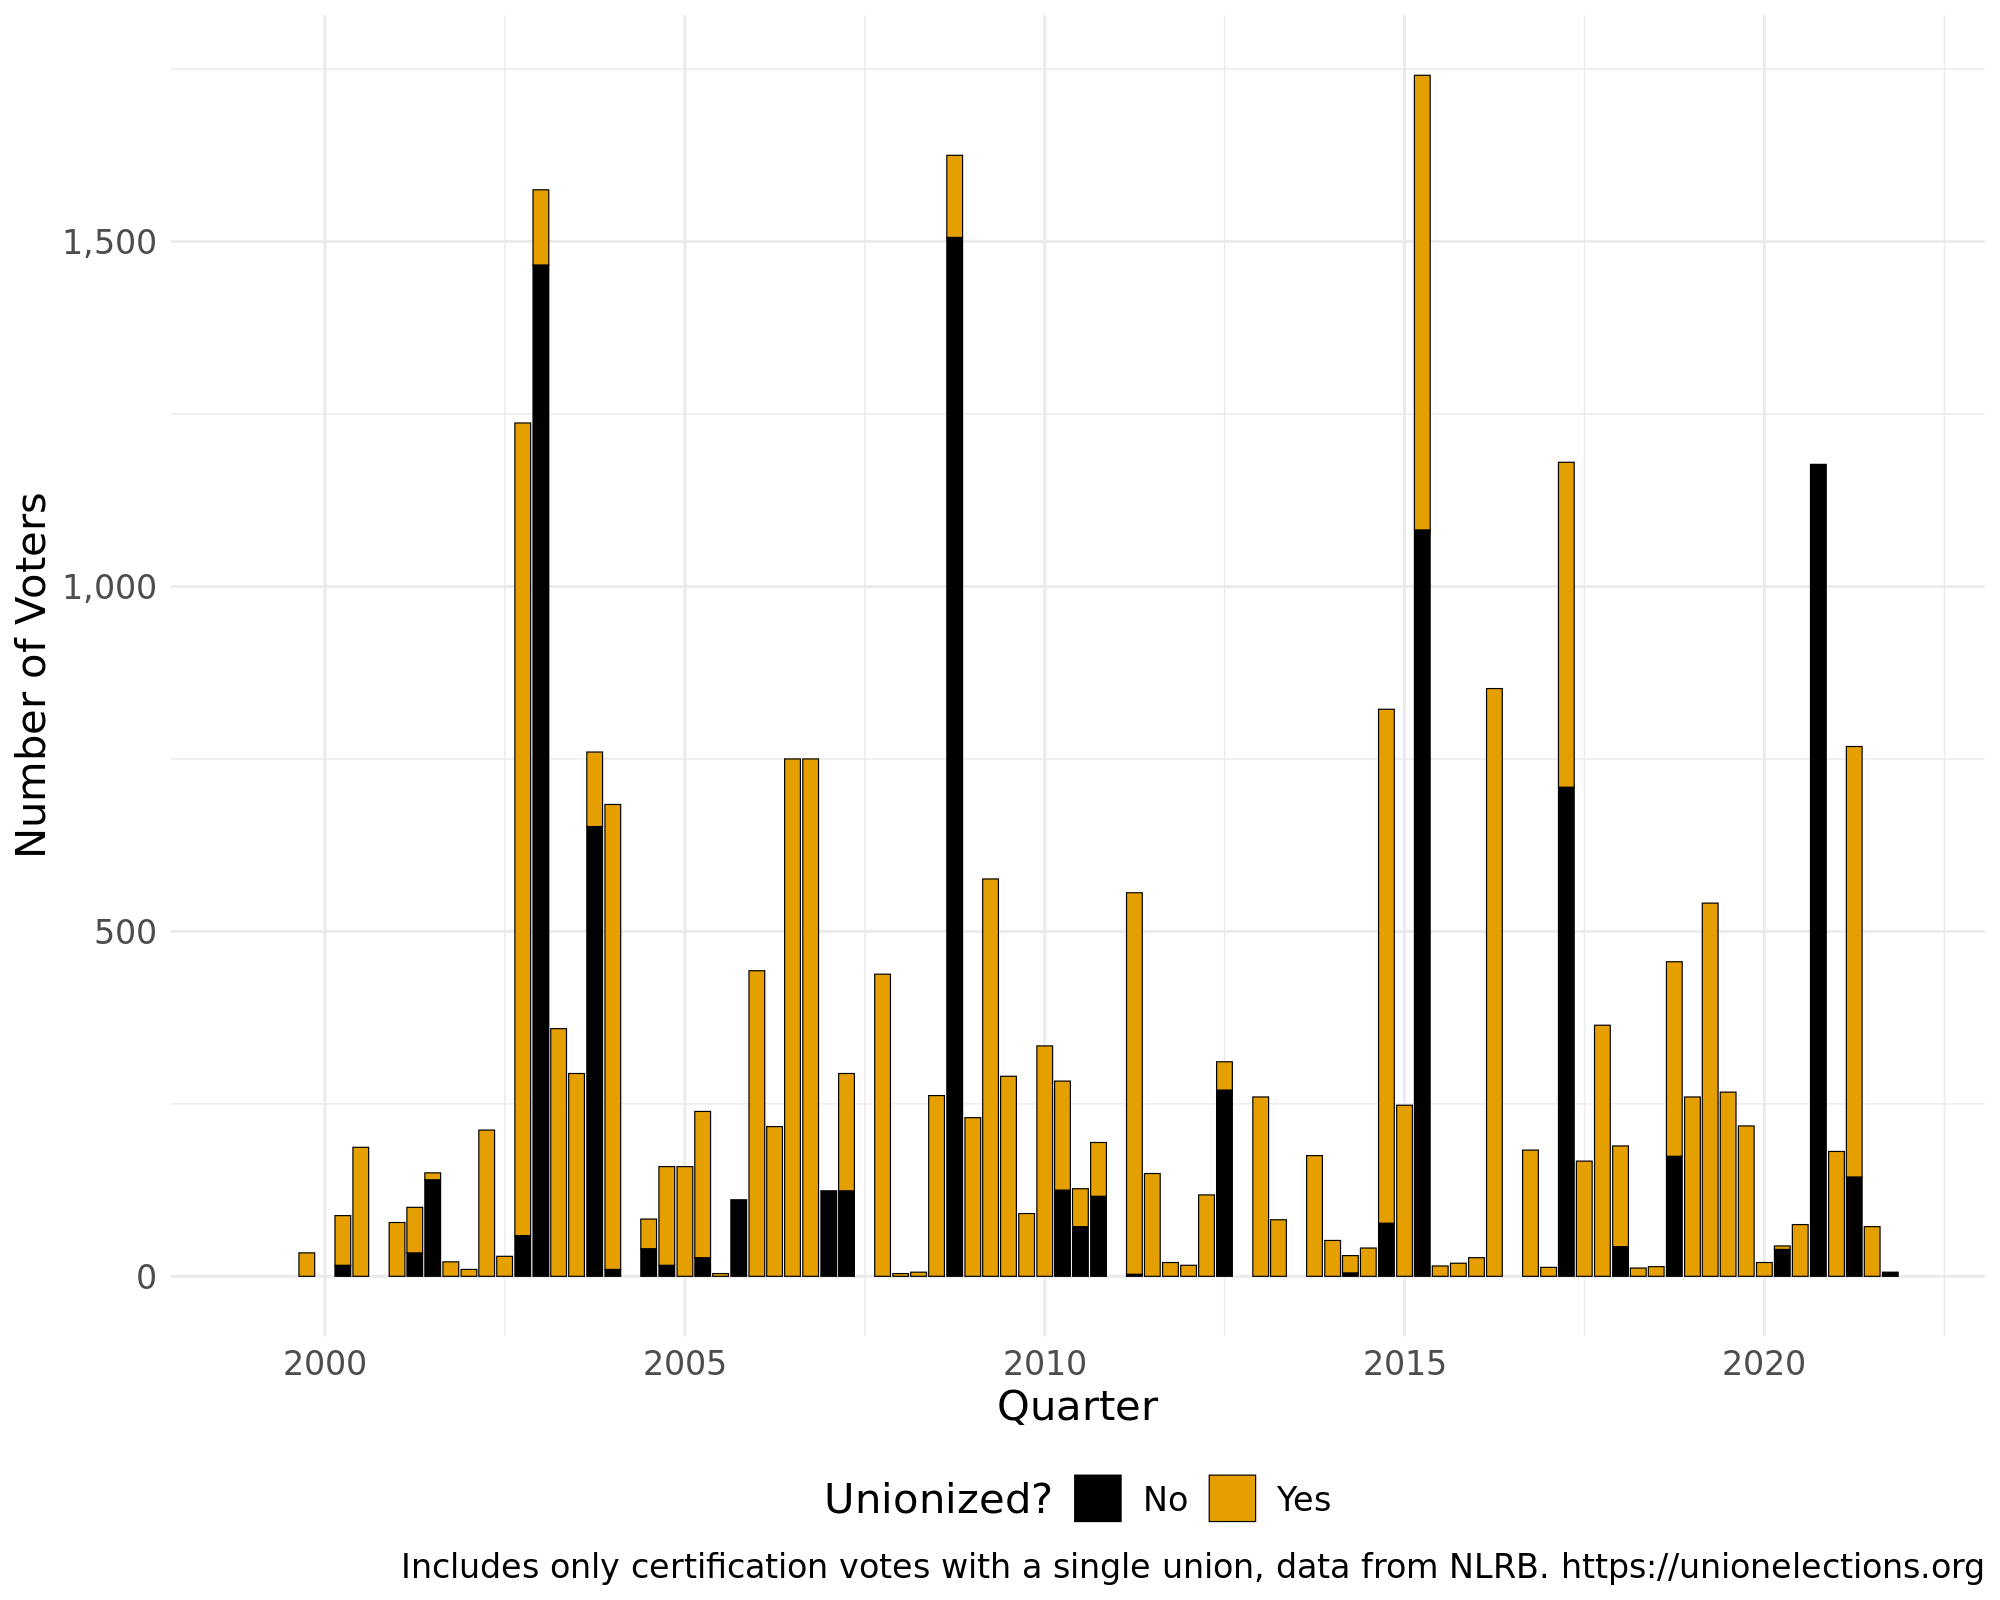 Number of Voters
1,500
1,000
500
0
2000 2005 2010 2015 2020
Quarter
Unionized? No Yes
Includes only certification votes with a single union, data from NLRB. https://unionelections.org